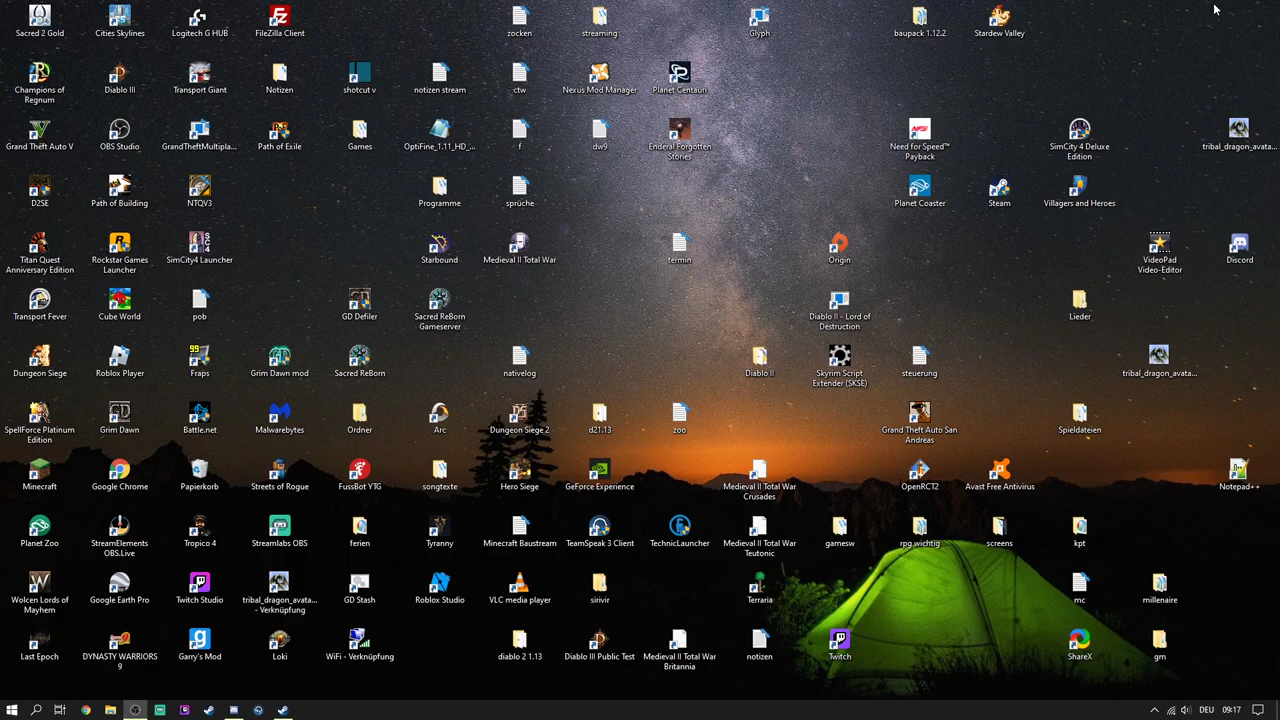 Sacred 2 Gold
Cities Skylines
Logitech G HUB
FileZilla Client
zocken
streaming
Glyph
baupack 1.12.2
Stardew Valley
Champions of
Regnum
Diablo III
Transport Giant
Notizen
shotcut v
notizen stream
ctw
Nexus Mod Manager
Planet Centauri
Grand Theft Auto V
OBS Studio
GrandTheftMultipla...
Path of Exile
Games
OptiFine_1.11_HD_...
f
dw9
Enderal Forgotten
Stories
Need for Speed™
Payback
SimCity 4 Deluxe
Edition
tribal_dragon_avata...
D2SE
Path of Building
NTQV3
Programme
sprüche
Planet Coaster
Steam
Villagers and Heroes
Titan Quest
Anniversary Edition
Rockstar Games
Launcher
SimCity4 Launcher
Starbound
Medieval II Total War
termin
Origin
VideoPad
Video-Editor
Discord
Transport Fever
Cube World
pob
GD Defiler
Sacred ReBorn
Gameserver
Diablo II - Lord of
Destruction
Lieder
Dungeon Siege
Roblox Player
Fraps
Grim Dawn mod
Sacred ReBorn
nativelog
Diablo II
Skyrim Script
Extender (SKSE)
steuerung
tribal_dragon_avata...
SpellForce Platinum
Edition
Grim Dawn
Battle.net
Malwarebytes
Ordner
Arc
Dungeon Siege 2
d21.13
zoo
Grand Theft Auto San
Andreas
Spieldateien
Minecraft
Google Chrome
Papierkorb
Streets of Rogue
FussBot YTG
songtexte
Hero Siege
GeForce Experience
Medieval II Total War
Crusades
OpenRCT2
Avast Free Antivirus
Notepad++
Planet Zoo
StreamElements
OBS.Live
Tropico 4
Streamlabs OBS
ferien
Tyranny
Minecraft Baustream
TeamSpeak 3 Client
TechnicLauncher
Medieval II Total War
Teutonic
gamesw
rpg wichtig
screens
kpt
Wolcen Lords of
Mayhem
Google Earth Pro
Twitch Studio
tribal_dragon_avata...
- Verknüpfung
GD Stash
Roblox Studio
VLC media player
sirivir
Terraria
mc
millenaire
Last Epoch
DYNASTY WARRIORS
9
Garry's Mod
Loki
WiFi - Verknüpfung
diablo 2 1.13
Diablo III Public Test
Medieval II Total War
Britannia
notizen
Twitch
ShareX
gm
DEU
09:17